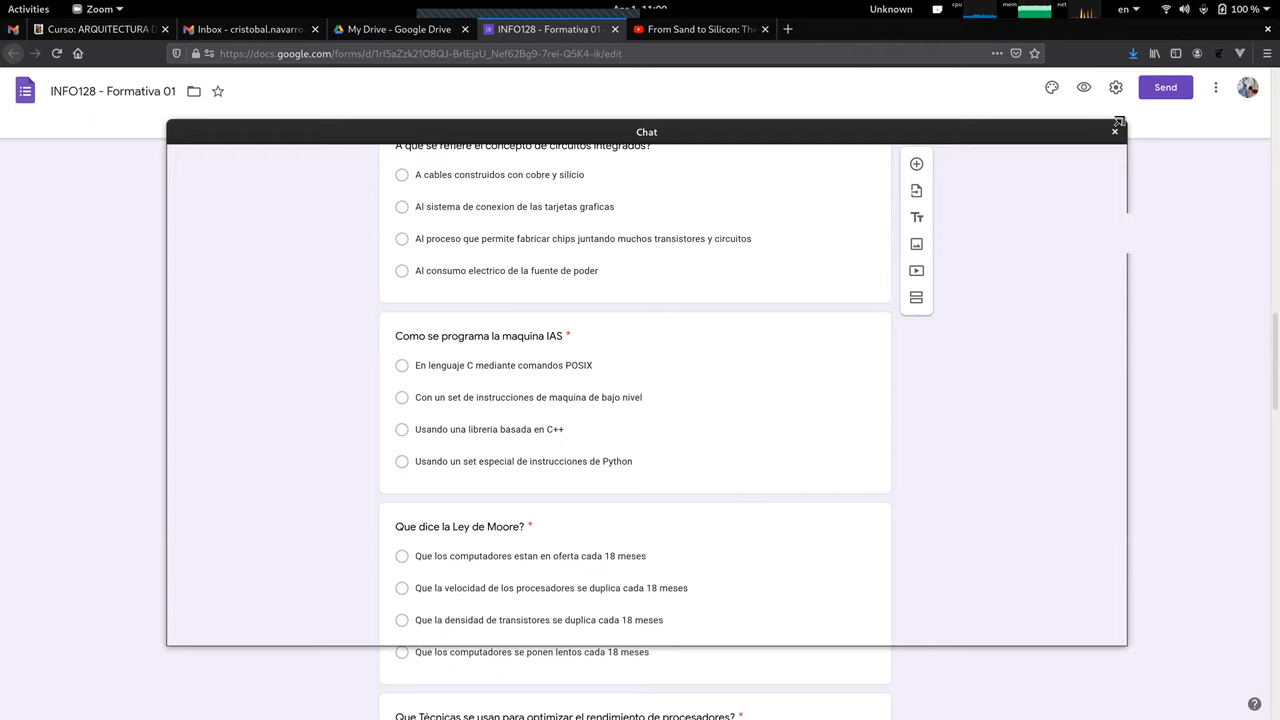 Activities
Zoom
Apr 1, 11:09
Unknown
cpu
mem
en
100 %
Curso: ARQUITECTURA D
Inbox - cristobal.navarro.
My Drive - Google Drive
INFO128 - Formativa 01 -
From Sand to Silicon: The
https://docs.google.com/forms/d/1rI5aZzk21O8QJ-BrlEjzU_Nef62Bg9-7rei-Q5K4-ik/edit
INFO128 - Formativa 01
Send
Chat
A que se refiere el concepto de circuitos integrados?
A cables construidos con cobre y silicio
Al sistema de conexion de las tarjetas graficas
Al proceso que permite fabricar chips juntando muchos transistores y circuitos
Al consumo electrico de la fuente de poder
Como se programa la maquina IAS *
En lenguaje C mediante comandos POSIX
Con un set de instrucciones de maquina de bajo nivel
Usando una libreria basada en C++
Usando un set especial de instrucciones de Python
Que dice la Ley de Moore? *
Que los computadores estan en oferta cada 18 meses
Que la velocidad de los procesadores se duplica cada 18 meses
Que la densidad de transistores se duplica cada 18 meses
Que los computadores se ponen lentos cada 18 meses
Que Técnicas se usan para optimizar el rendimiento de procesadores? *